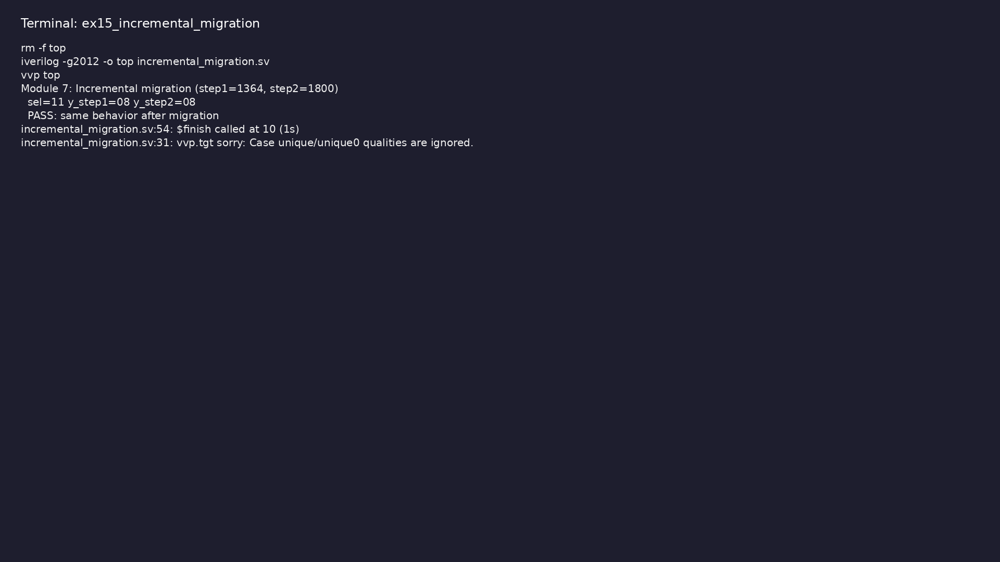 Terminal: ex15_incremental_migration
rm -f top
iverilog -g2012 -o top incremental_migration.sv
vvp top
Module 7: Incremental migration (step1=1364, step2=1800)
  sel=11 y_step1=08 y_step2=08
  PASS: same behavior after migration
incremental_migration.sv:54: $finish called at 10 (1s)
incremental_migration.sv:31: vvp.tgt sorry: Case unique/unique0 qualities are ignored.